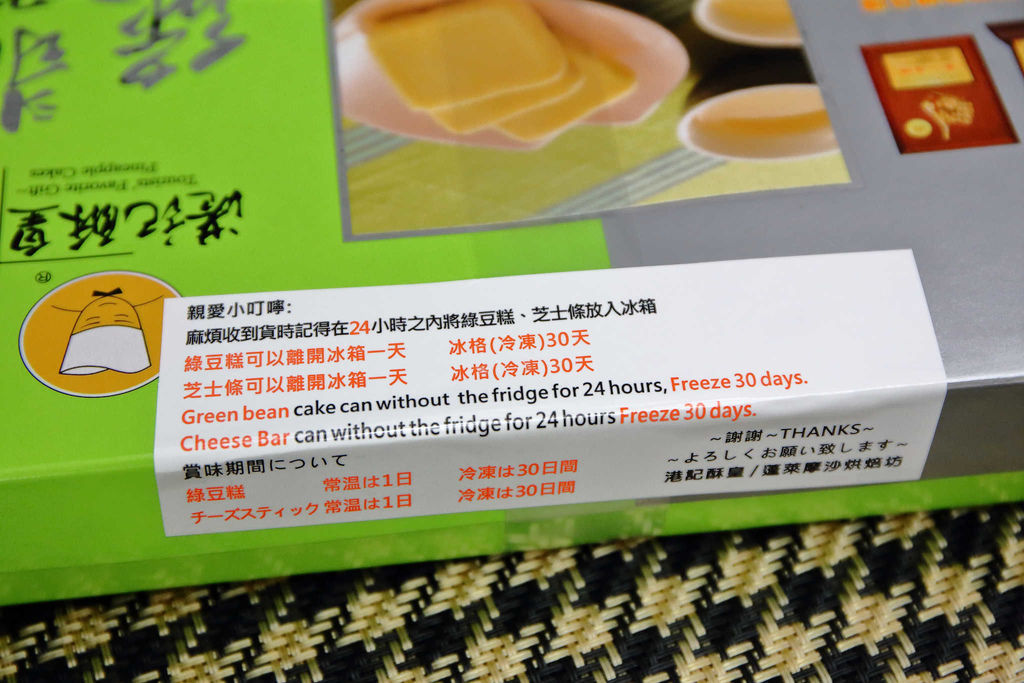 港記酥皇
Tourists' Favorite Gift~
Pineapple Cakes
®
親愛小叮嚀:
麻煩收到貨時記得在24小時之內將綠豆糕、芝士條放入冰箱
綠豆糕可以離開冰箱一天 冰格(冷凍)30天
芝士條可以離開冰箱一天 冰格(冷凍)30天
Green bean cake can without the fridge for 24 hours, Freeze 30 days.
Cheese Bar can without the fridge for 24 hours Freeze 30 days.
~謝謝~THANKS~
賞味期間について
~よろしくお願い致します~
綠豆糕 常温は1日 冷凍は30日間
港記酥皇/蓬萊摩沙烘焙坊
チーズスティック 常温は1日 冷凍は30日間